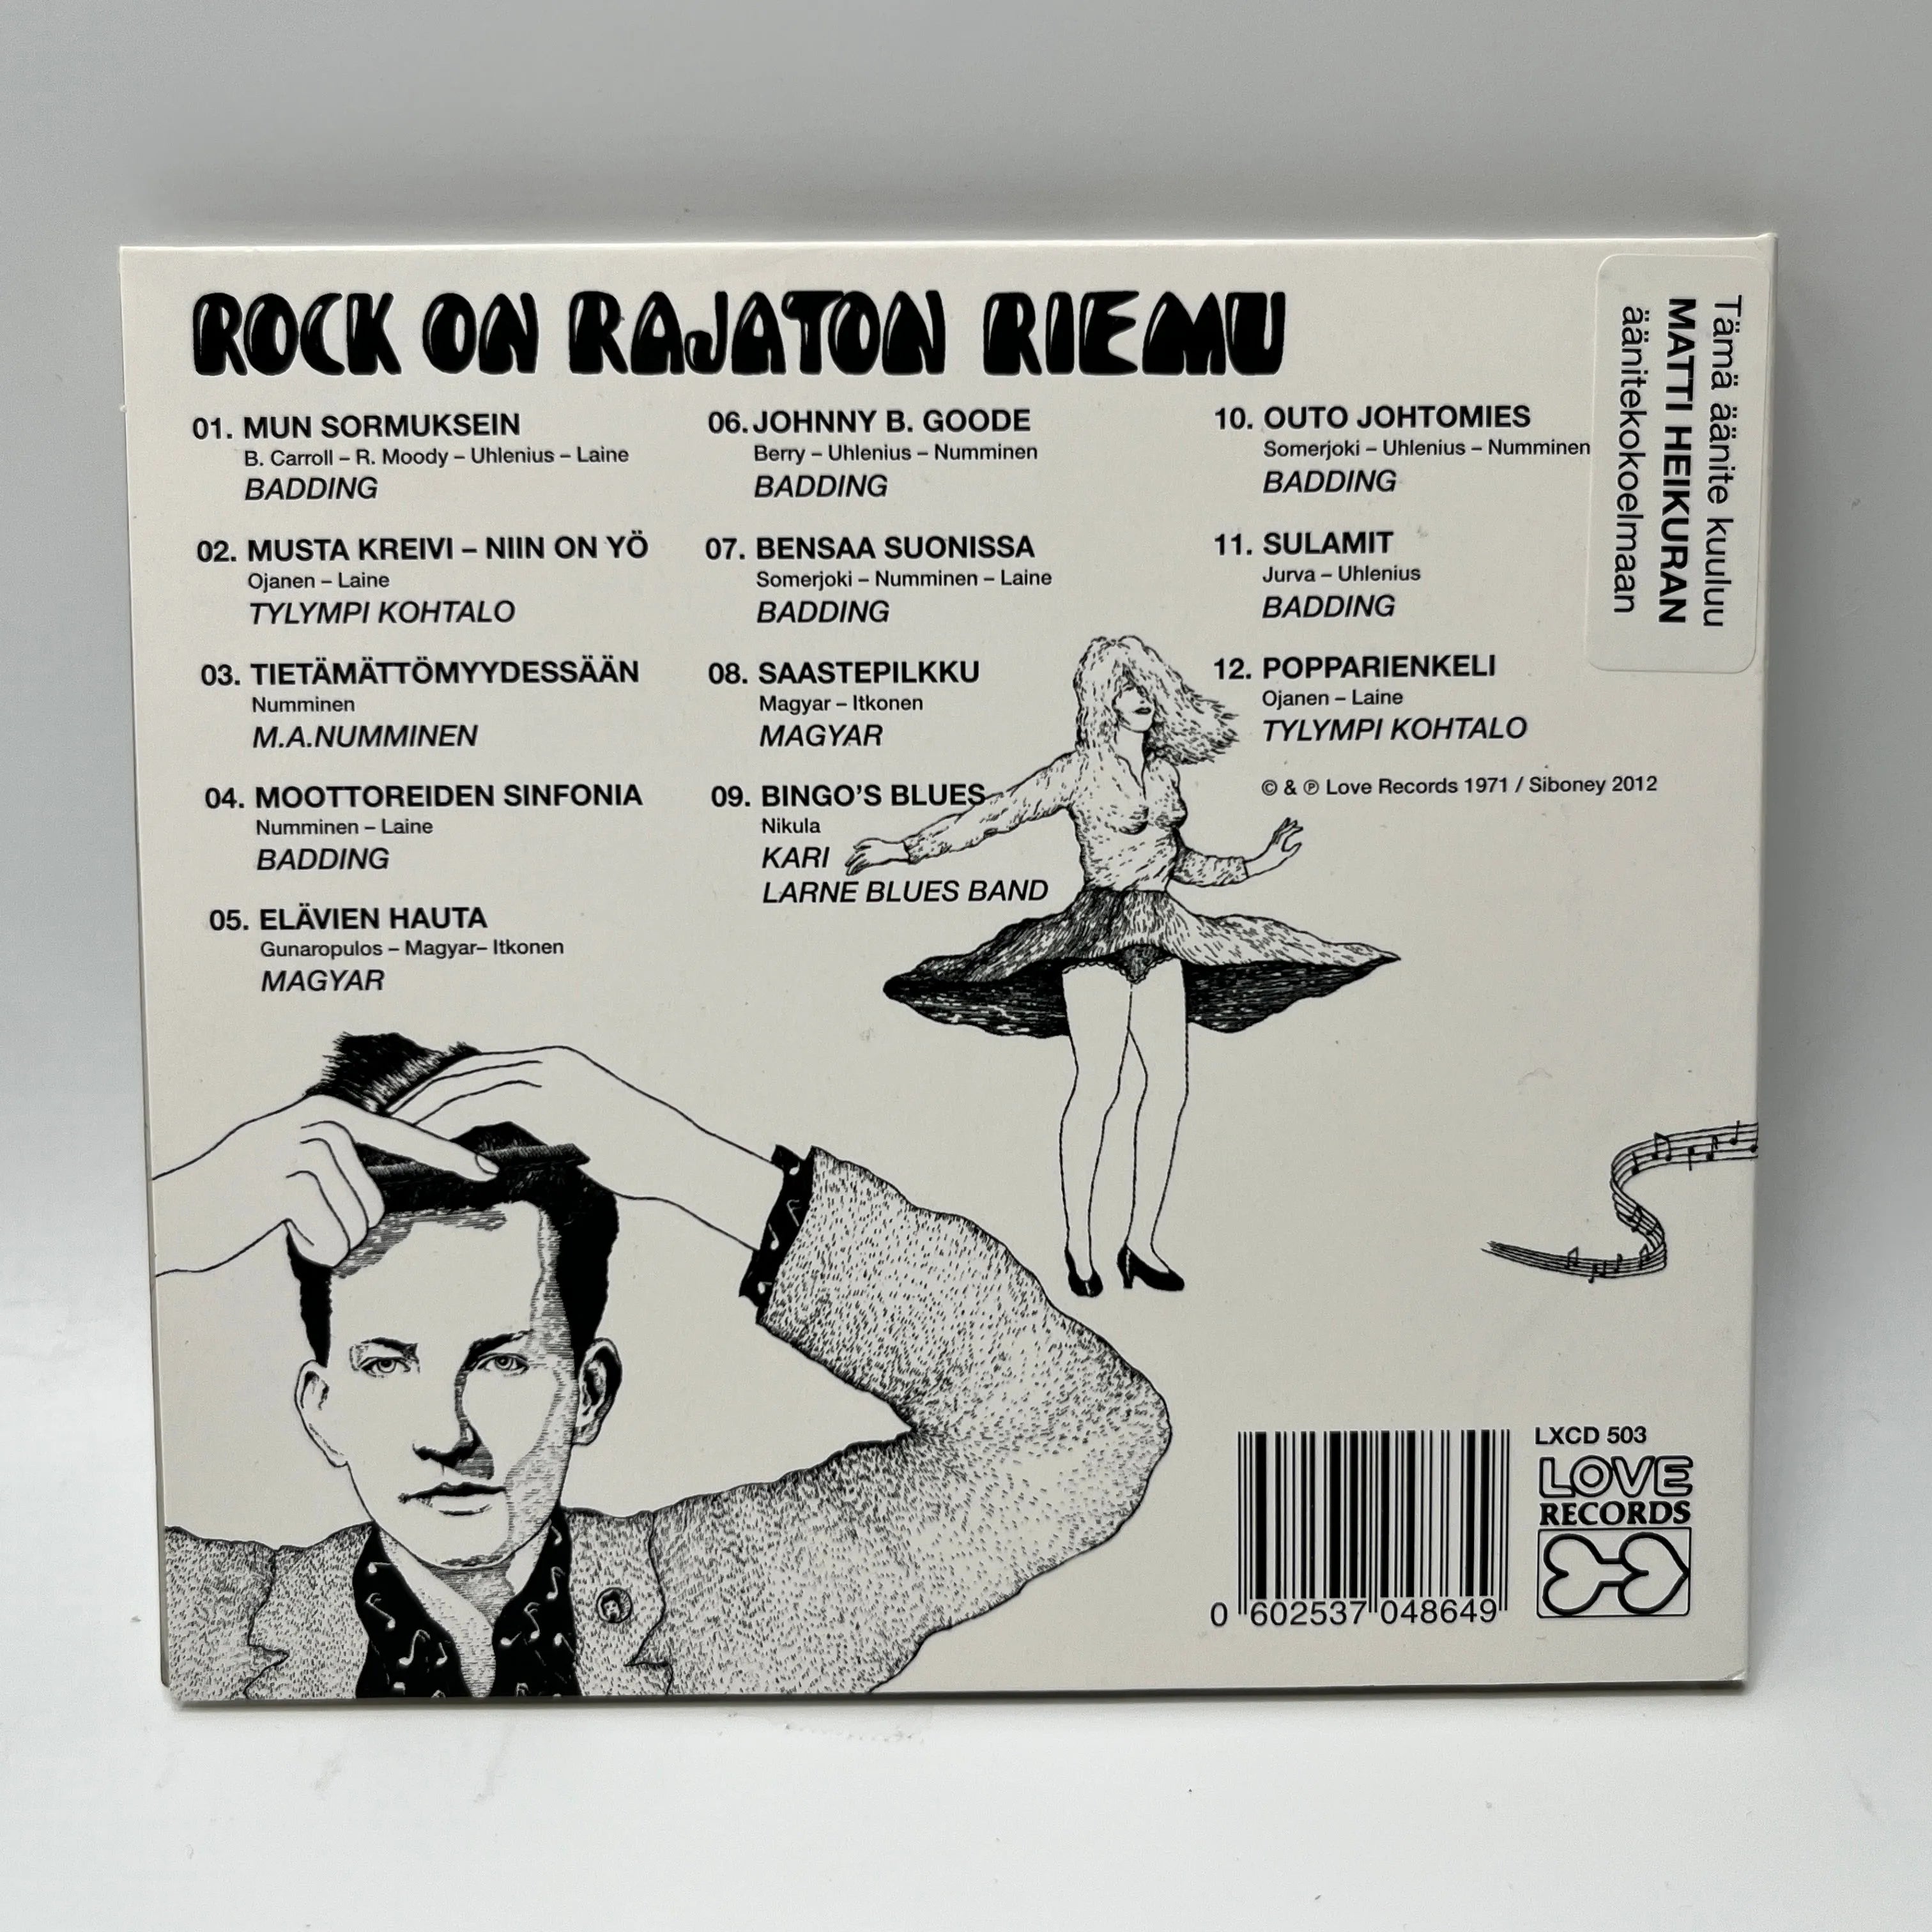 ROCK ON RAJATON RIEMU
01. MUN SORMUKSEIN
B. Carroll – R. Moody – Uhlenius – Laine
BADDING
02. MUSTA KREIVI – NIIN ON YÖ
Ojanen – Laine
TYLYMPI KOHTALO
03. TIETÄMÄTTÖMYYDESSÄÄN
Numminen
M.A.NUMMINEN
04. MOOTTOREIDEN SINFONIA
Numminen – Laine
BADDING
05. ELÄVIEN HAUTA
Gunaropulos – Magyar– Itkonen
MAGYAR
06. JOHNNY B. GOODE
Berry – Uhlenius – Numminen
BADDING
07. BENSAA SUONISSA
Somerjoki – Numminen – Laine
BADDING
08. SAASTEPILKKU
Magyar – Itkonen
MAGYAR
09. BINGO'S BLUES
Nikula
KARI
LARNE BLUES BAND
10. OUTO JOHTOMIES
Somerjoki – Uhlenius – Numminen
BADDING
11. SULAMIT
Jurva – Uhlenius
BADDING
12. POPPARIENKELI
Ojanen – Laine
TYLYMPI KOHTALO
© & ℗ Love Records 1971 / Siboney 2012
Tämä äänite kuuluu
MATTI HEIKURAN
äänitekokoelmaan
0 602537 048649
LXCD 503
LOVE
RECORDS